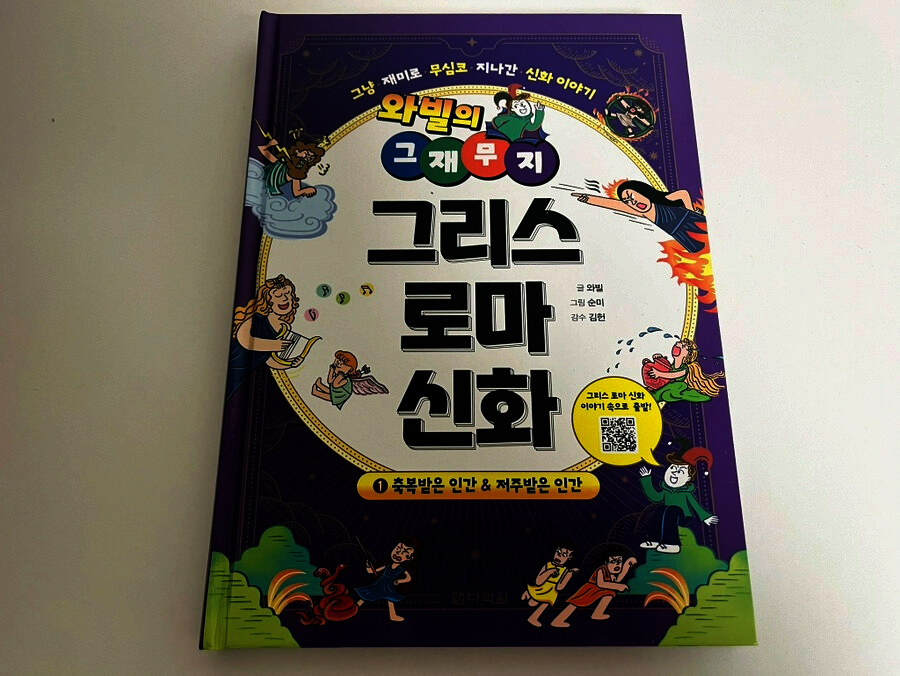 그냥 재미로 무심코 지나간 신화 이야기
와빌의
그재무지
그리스
로마
신화
글 와빌
그림 순미
감수 김헌
그리스 로마 신화
이야기 속으로 출발!
1 축복받은 인간 & 저주받은 인간